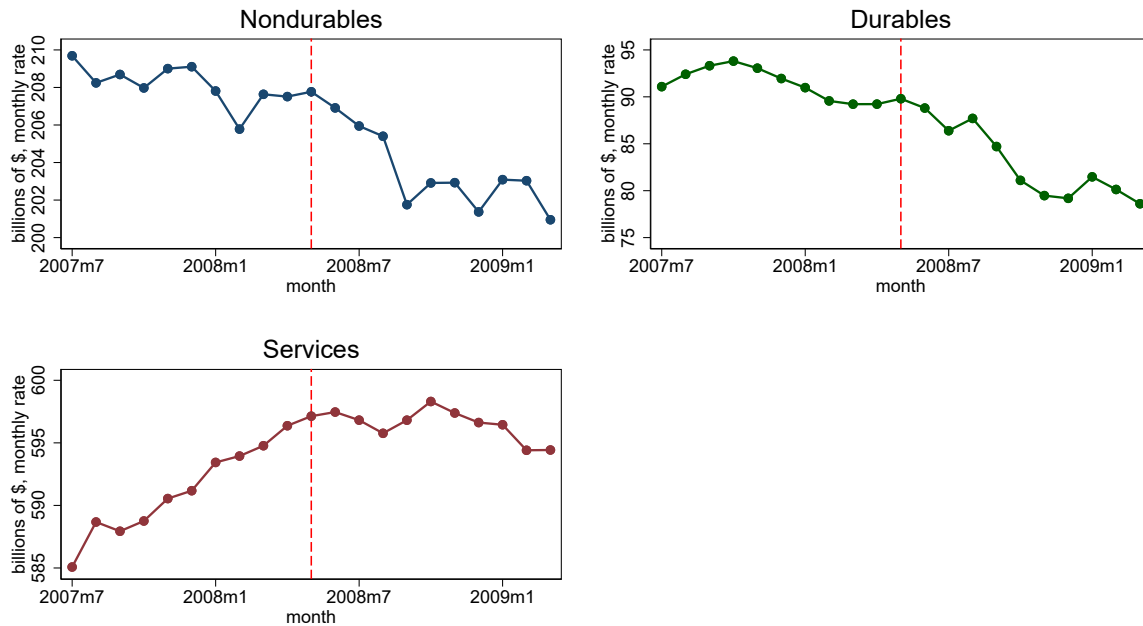 Nondurables
billions of $, monthly rate
210
208
206
204
202
200
2007m7 2008m1 2008m7 2009m1
month
Durables
billions of $, monthly rate
95
90
85
80
75
2007m7 2008m1 2008m7 2009m1
month
Services
billions of $, monthly rate
600
595
590
585
2007m7 2008m1 2008m7 2009m1
month